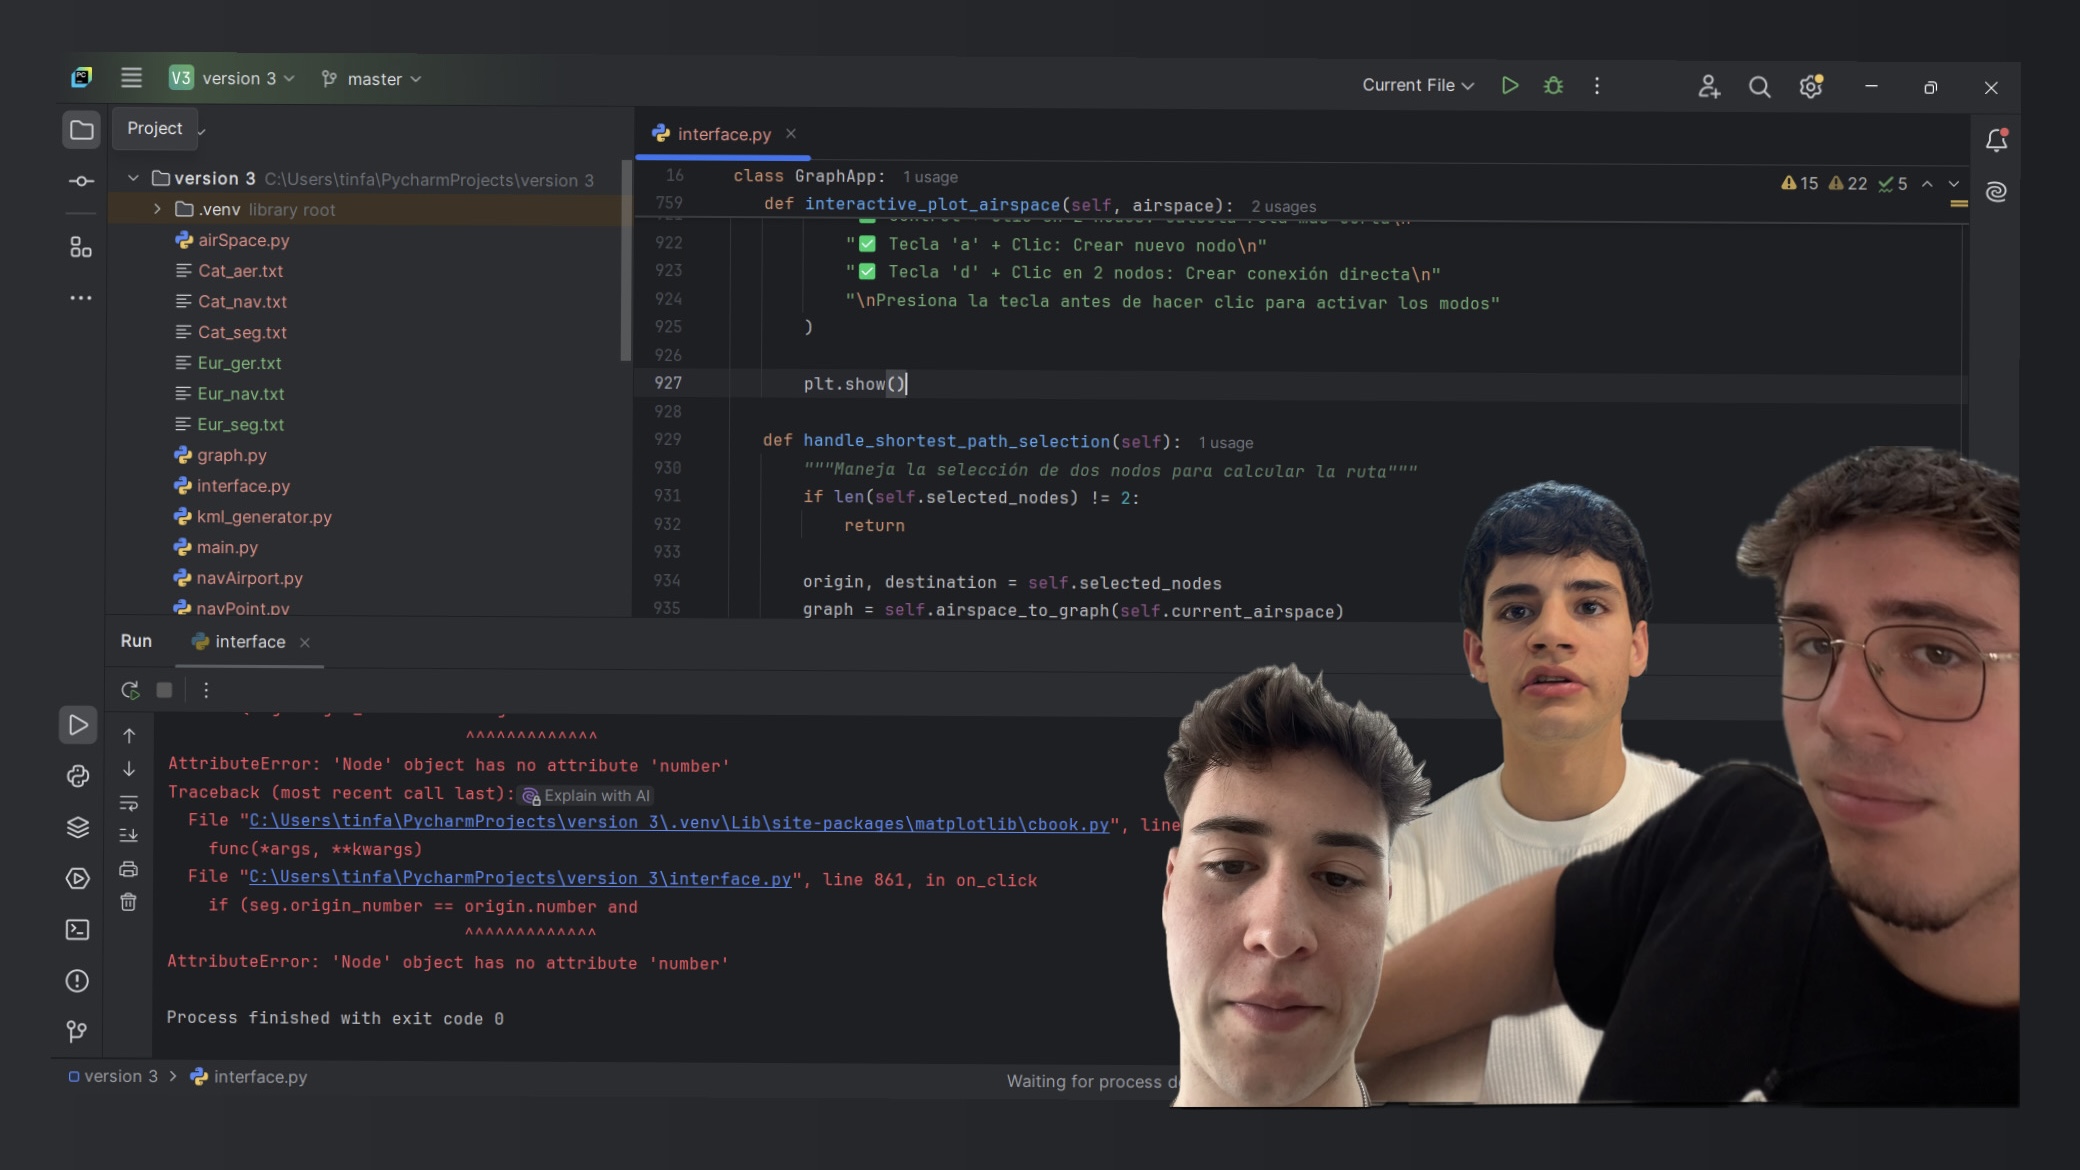 PC
V3 version 3
master
Current File
Project
interface.py
version 3 C:\Users\tinfa\PycharmProjects\version 3
.venv library root
airSpace.py
Cat_aer.txt
Cat_nav.txt
Cat_seg.txt
Eur_ger.txt
Eur_nav.txt
Eur_seg.txt
graph.py
interface.py
kml_generator.py
main.py
navAirport.py
navPoint.py
15 22 5
16 class GraphApp: 1 usage
759 def interactive_plot_airspace(self, airspace): 2 usages
922 "✅ Tecla 'a' + Clic: Crear nuevo nodo\n"
923 "✅ Tecla 'd' + Clic en 2 nodos: Crear conexión directa\n"
924 "\nPresiona la tecla antes de hacer clic para activar los modos"
925 )
926
927 plt.show()
928
929 def handle_shortest_path_selection(self): 1 usage
930 """Maneja la selección de dos nodos para calcular la ruta"""
931 if len(self.selected_nodes) != 2:
932 return
933
934 origin, destination = self.selected_nodes
935 graph = self.airspace_to_graph(self.current_airspace)
Run interface
^^^^^^^^^^^^^
AttributeError: 'Node' object has no attribute 'number'
Traceback (most recent call last): Explain with AI
File "C:\Users\tinfa\PycharmProjects\version 3\.venv\Lib\site-packages\matplotlib\cbook.py", line
func(*args, **kwargs)
File "C:\Users\tinfa\PycharmProjects\version 3\interface.py", line 861, in on_click
if (seg.origin_number == origin.number and
^^^^^^^^^^^^^
AttributeError: 'Node' object has no attribute 'number'
Process finished with exit code 0
version 3 > interface.py
Waiting for process